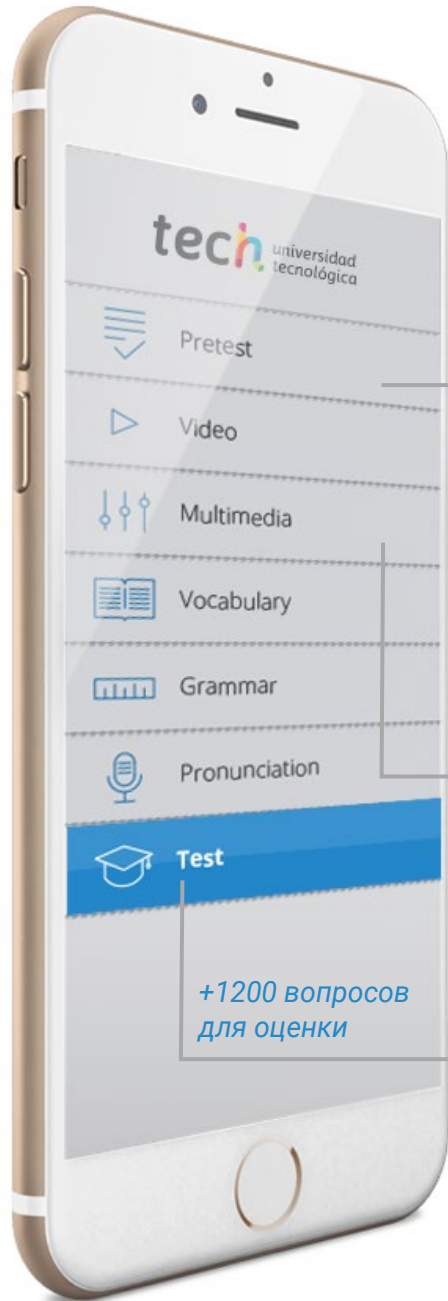 tech universidad
tecnológica
Pretest
Video
Multimedia
Vocabulary
Grammar
Pronunciation
Test
+1200 вопросов
для оценки